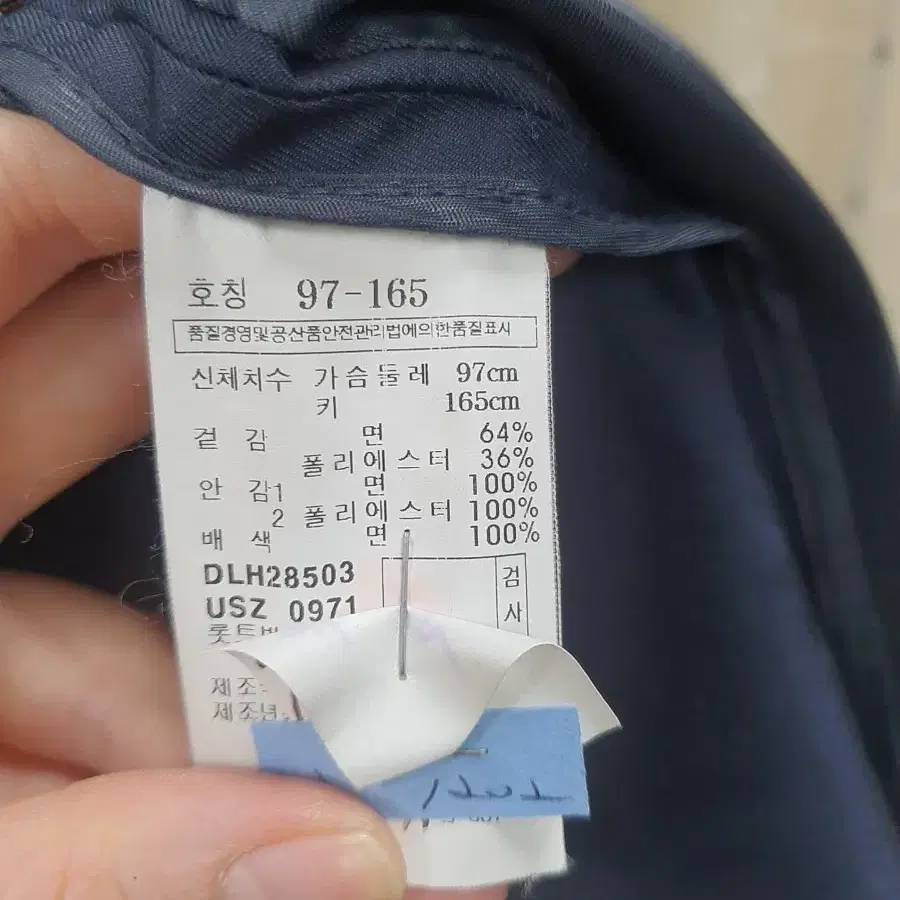 호칭 97-165
품질경영및공산품안전관리법에의한품질표시
신체치수 가슴둘레 97cm
키 165cm
겉감 면 64%
폴리에스터 36%
안감1 면 100%
2 폴리에스터 100%
배색 면 100%
DLH28503
USZ 0971
검사
제조
제조년